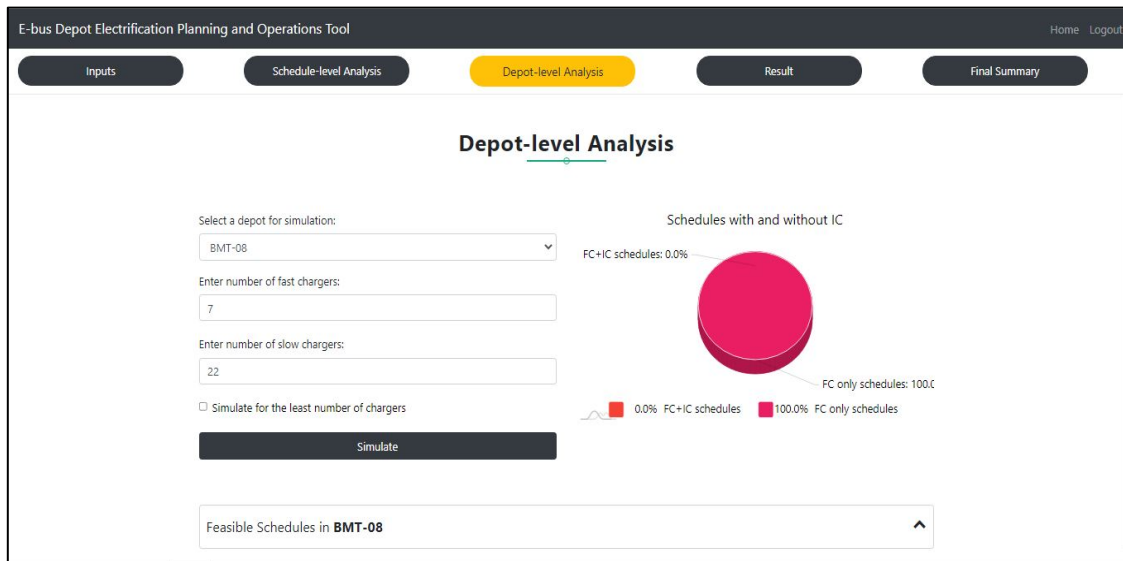 E-bus Depot Electrification Planning and Operations Tool
Home Logout
Inputs
Schedule-level Analysis
Depot-level Analysis
Result
Final Summary
Depot-level Analysis
Select a depot for simulation:
BMT-08
Enter number of fast chargers:
7
Enter number of slow chargers:
22
Simulate for the least number of chargers
Simulate
Schedules with and without IC
FC+IC schedules: 0.0%
FC only schedules: 100.
0.0% FC+IC schedules
100.0% FC only schedules
Feasible Schedules in BMT-08